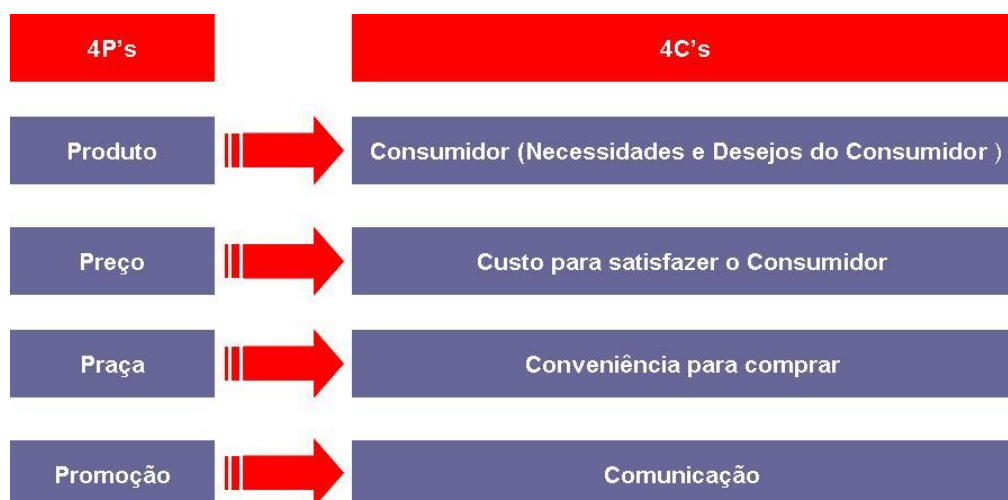 4P's
4C's
Produto
Consumidor (Necessidades e Desejos do Consumidor )
Preço
Custo para satisfazer o Consumidor
Praça
Conveniência para comprar
Promoção
Comunicação